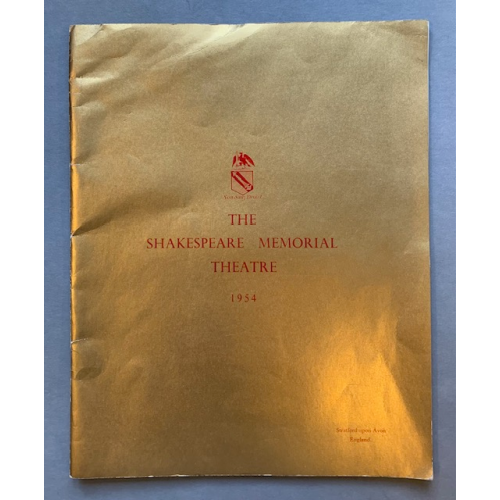 THE
SHAKESPEARE MEMORIAL
THEATRE
1954
Stratford-upon-Avon
England